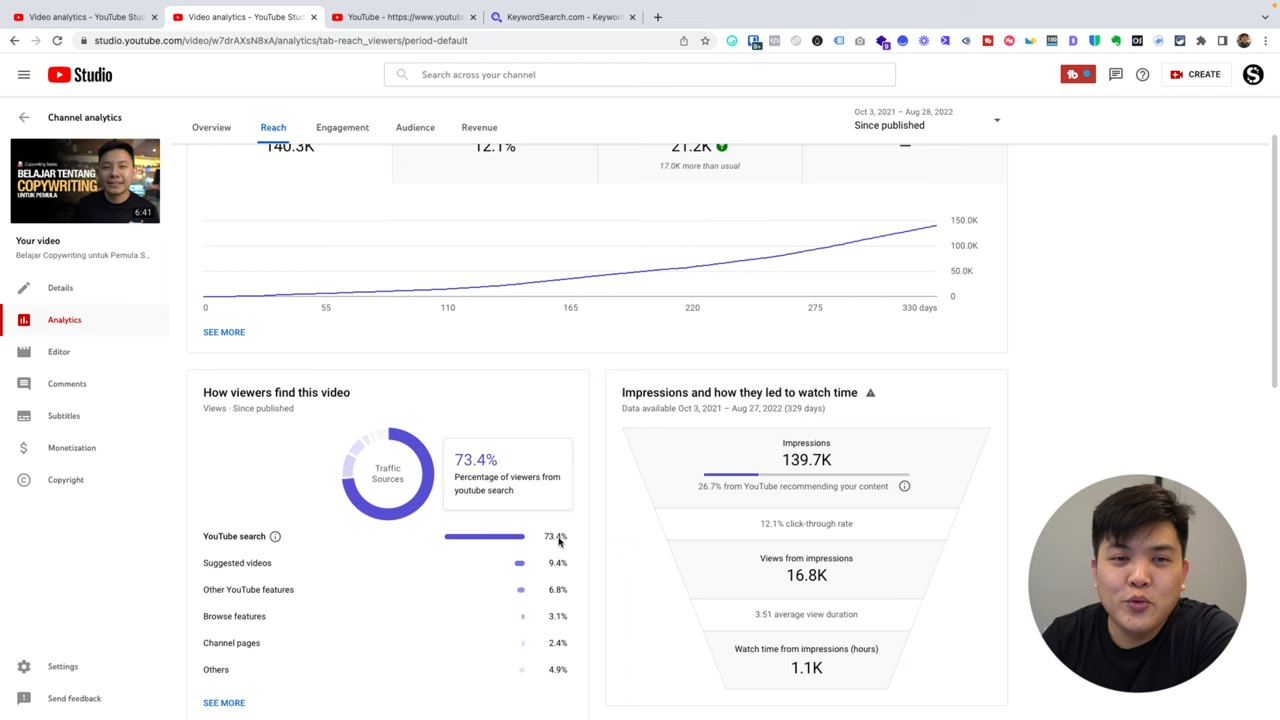 Video analytics - YouTube Stud
Video analytics - YouTube Stud
YouTube - https://www.youtube.
KeywordSearch.com - Keyword
studio.youtube.com/video/w7drAXsN8xA/analytics/tab-reach_viewers/period-default
Studio
Search across your channel
CREATE
Channel analytics
Oct 3, 2021 – Aug 28, 2022
Since published
Overview
Reach
Engagement
Audience
Revenue
BELAJAR TENTANG
COPYWRITING
UNTUK PEMULA
6:41
140.3K
12.1%
21.2K
17.0K more than usual
—
Your video
Belajar Copywriting untuk Pemula S...
Details
Analytics
Editor
Comments
Subtitles
Monetization
Copyright
Settings
Send feedback
150.0K
100.0K
50.0K
0
0
55
110
165
220
275
330 days
SEE MORE
How viewers find this video
Views · Since published
Traffic
Sources
73.4%
Percentage of viewers from
youtube search
YouTube search
73.4%
Suggested videos
9.4%
Other YouTube features
6.8%
Browse features
3.1%
Channel pages
2.4%
Others
4.9%
SEE MORE
Impressions and how they led to watch time
Data available Oct 3, 2021 – Aug 27, 2022 (329 days)
Impressions
139.7K
26.7% from YouTube recommending your content
12.1% click-through rate
Views from impressions
16.8K
3:51 average view duration
Watch time from impressions (hours)
1.1K